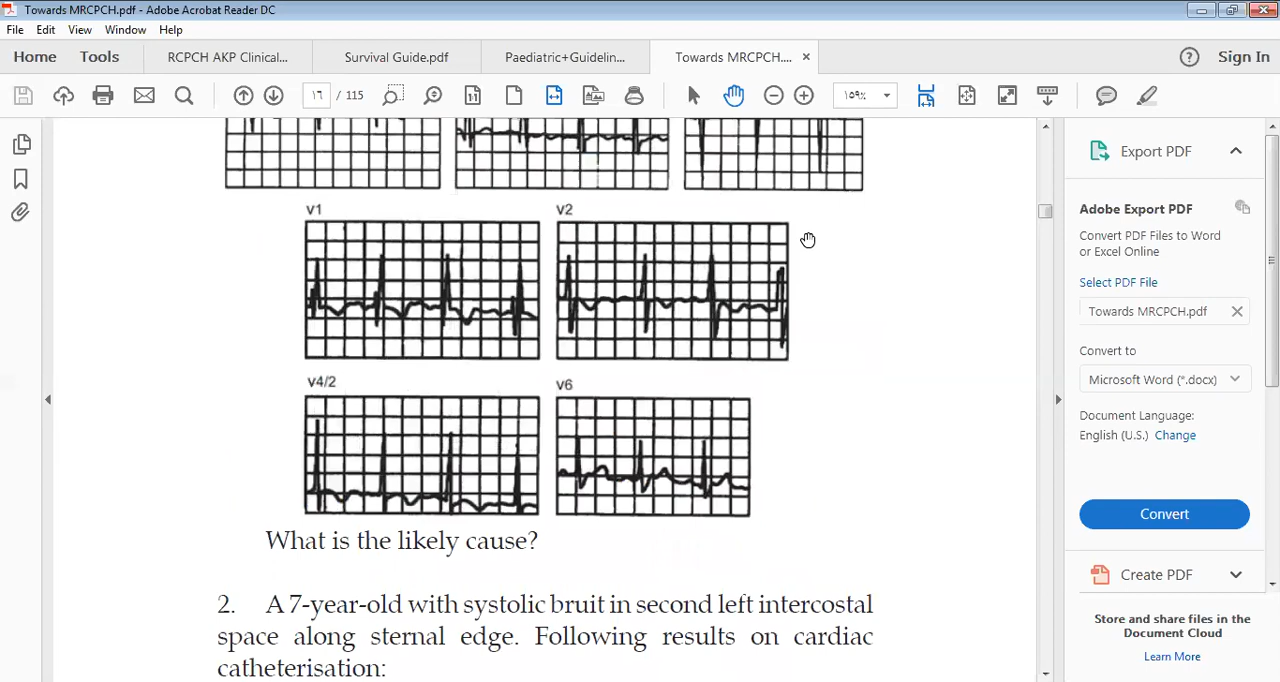 Towards MRCPCH.pdf - Adobe Acrobat Reader DC
File Edit View Window Help
Home Tools RCPCH AKP Clinical... Survival Guide.pdf Paediatric+Guidelin... Towards MRCPCH.... × ? Sign In
١٦ / 115 ١٥٩%
Export PDF
Adobe Export PDF
Convert PDF Files to Word
or Excel Online
Select PDF File
Towards MRCPCH.pdf ×
Convert to
Microsoft Word (*.docx)
Document Language:
English (U.S.) Change
Convert
Create PDF
Store and share files in the
Document Cloud
Learn More
v1 v2
v4/2 v6
What is the likely cause?
2. A 7-year-old with systolic bruit in second left intercostal
space along sternal edge. Following results on cardiac
catheterisation: